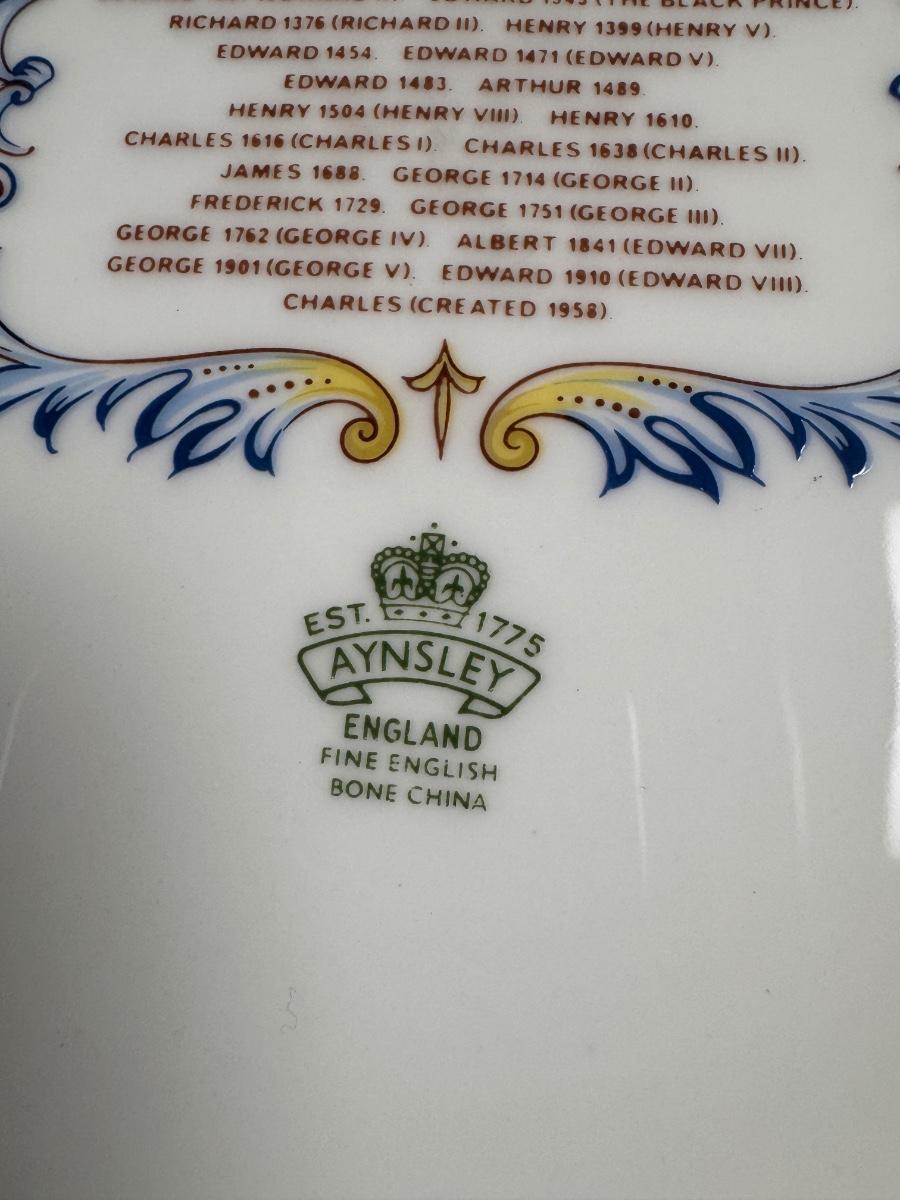 (THE BLACK PRINCE).
RICHARD 1376 (RICHARD II). HENRY 1399 (HENRY V).
EDWARD 1454. EDWARD 1471 (EDWARD V).
EDWARD 1483. ARTHUR 1489.
HENRY 1504 (HENRY VIII). HENRY 1610.
CHARLES 1616 (CHARLES I). CHARLES 1638 (CHARLES II).
JAMES 1688. GEORGE 1714 (GEORGE II).
FREDERICK 1729. GEORGE 1751 (GEORGE III).
GEORGE 1762 (GEORGE IV). ALBERT 1841 (EDWARD VII).
GEORGE 1901 (GEORGE V). EDWARD 1910 (EDWARD VIII).
CHARLES (CREATED 1958).
EST. 1775
AYNSLEY
ENGLAND
FINE ENGLISH
BONE CHINA